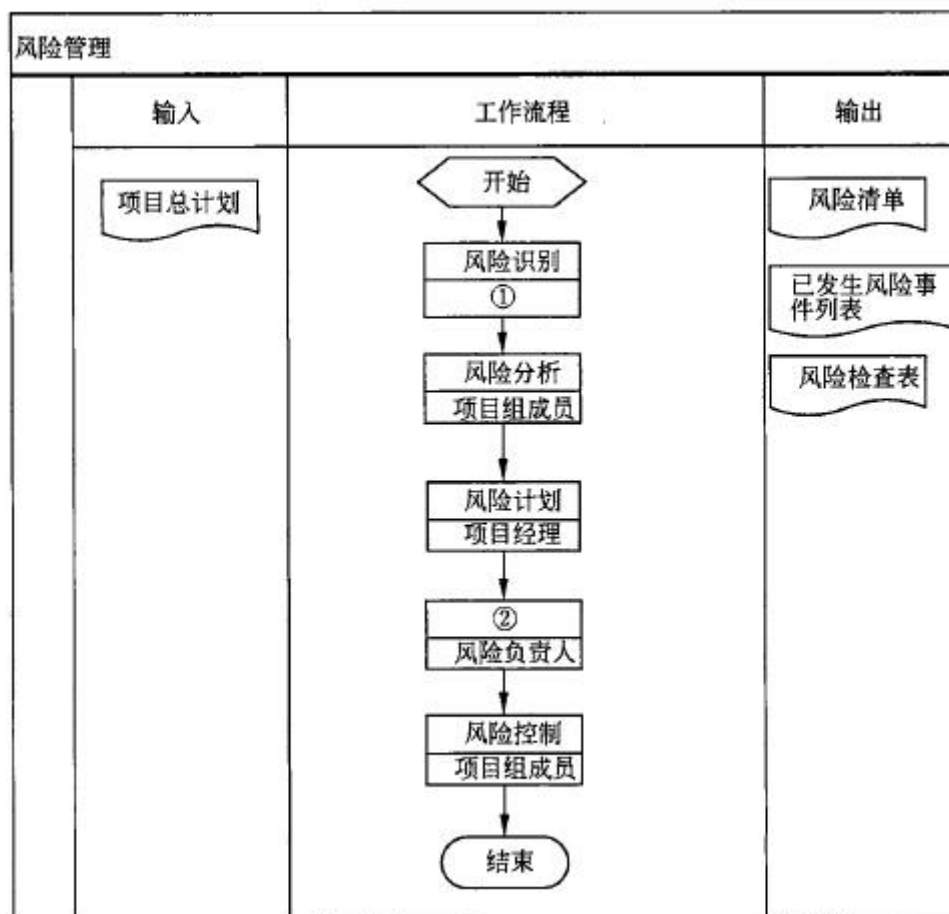 风险管理
输入
工作流程
输出
项目总计划
开始
风险识别
①
风险分析
项目组成员
风险计划
项目经理
②
风险负责人
风险控制
项目组成员
结束
风险清单
已发生风险事
件列表
风险检查表